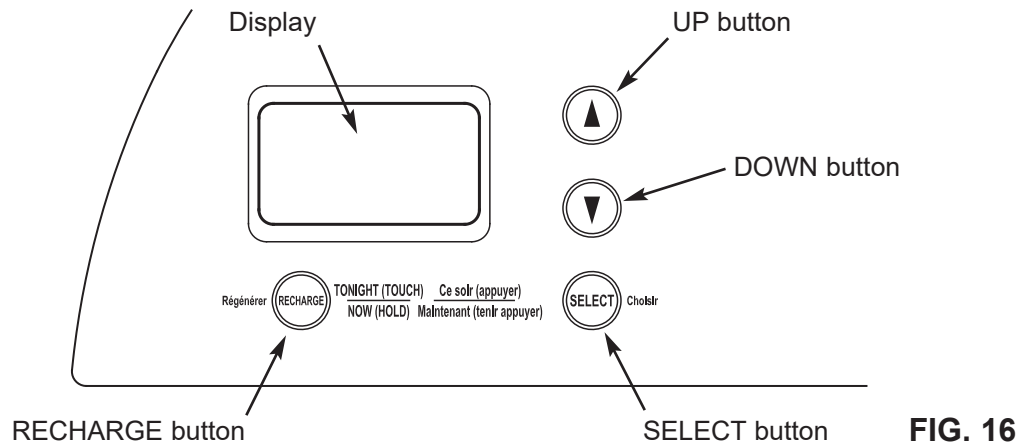 Display
UP button
DOWN button
Régénérer
RECHARGE
TONIGHT (TOUCH)
NOW (HOLD)
Ce soir (appuyer)
Maintenant (tenir appuyer)
SELECT
Choisir
RECHARGE button
SELECT button
FIG. 16